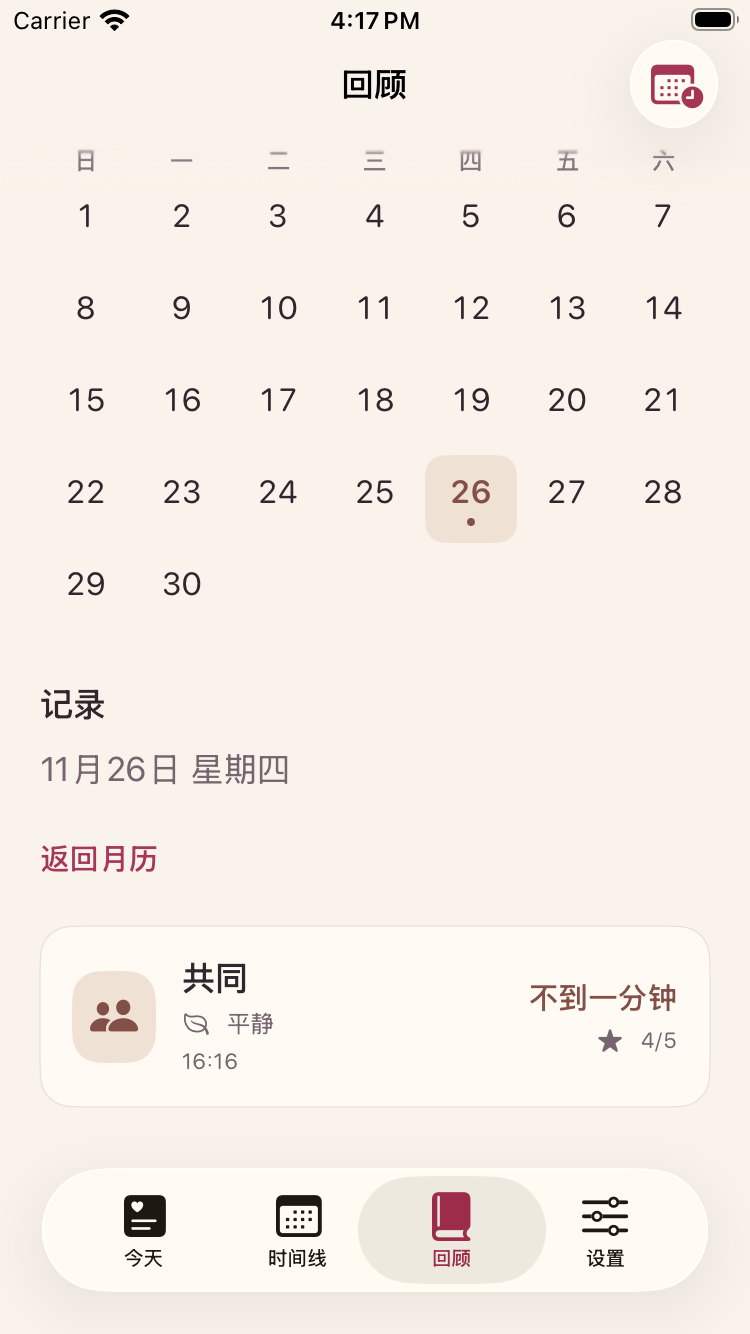 Carrier 4:17 PM
回顾
日 一 二 三 四 五 六
1 2 3 4 5 6 7
8 9 10 11 12 13 14
15 16 17 18 19 20 21
22 23 24 25 26 27 28
29 30
记录
11月26日 星期四
返回月历
共同
不到一分钟
平静
4/5
16:16
今天 时间线 回顾 设置